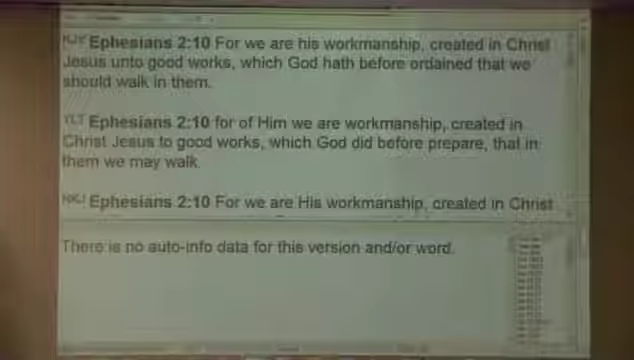 KJV Ephesians 2:10 For we are his workmanship, created in Christ
Jesus unto good works, which God hath before ordained that we
should walk in them.
YLT Ephesians 2:10 for of Him we are workmanship, created in
Christ Jesus to good works, which God did before prepare, that in
them we may walk.
NKJ Ephesians 2:10 For we are His workmanship, created in Christ
There is no auto-info data for this version and/or word.